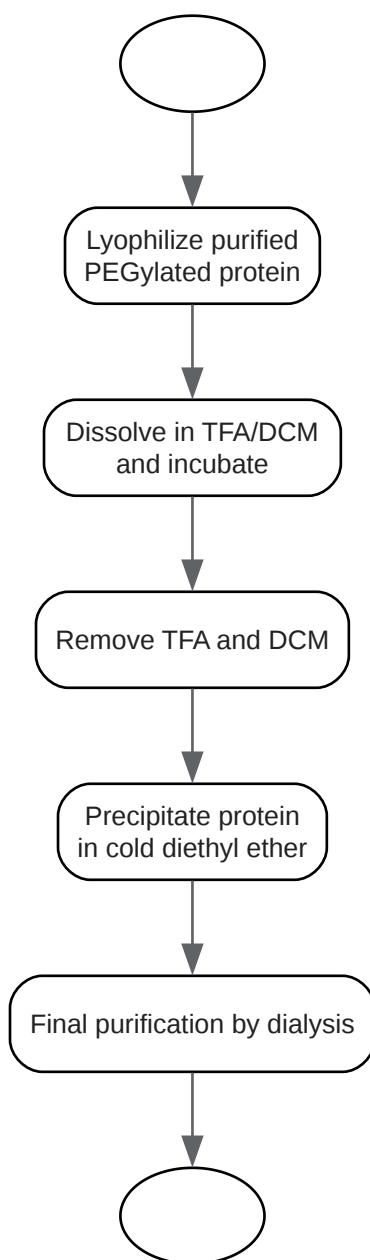 Lyophilize purified
PEGylated protein
Dissolve in TFA/DCM
and incubate
Remove TFA and DCM
Precipitate protein
in cold diethyl ether
Final purification by dialysis